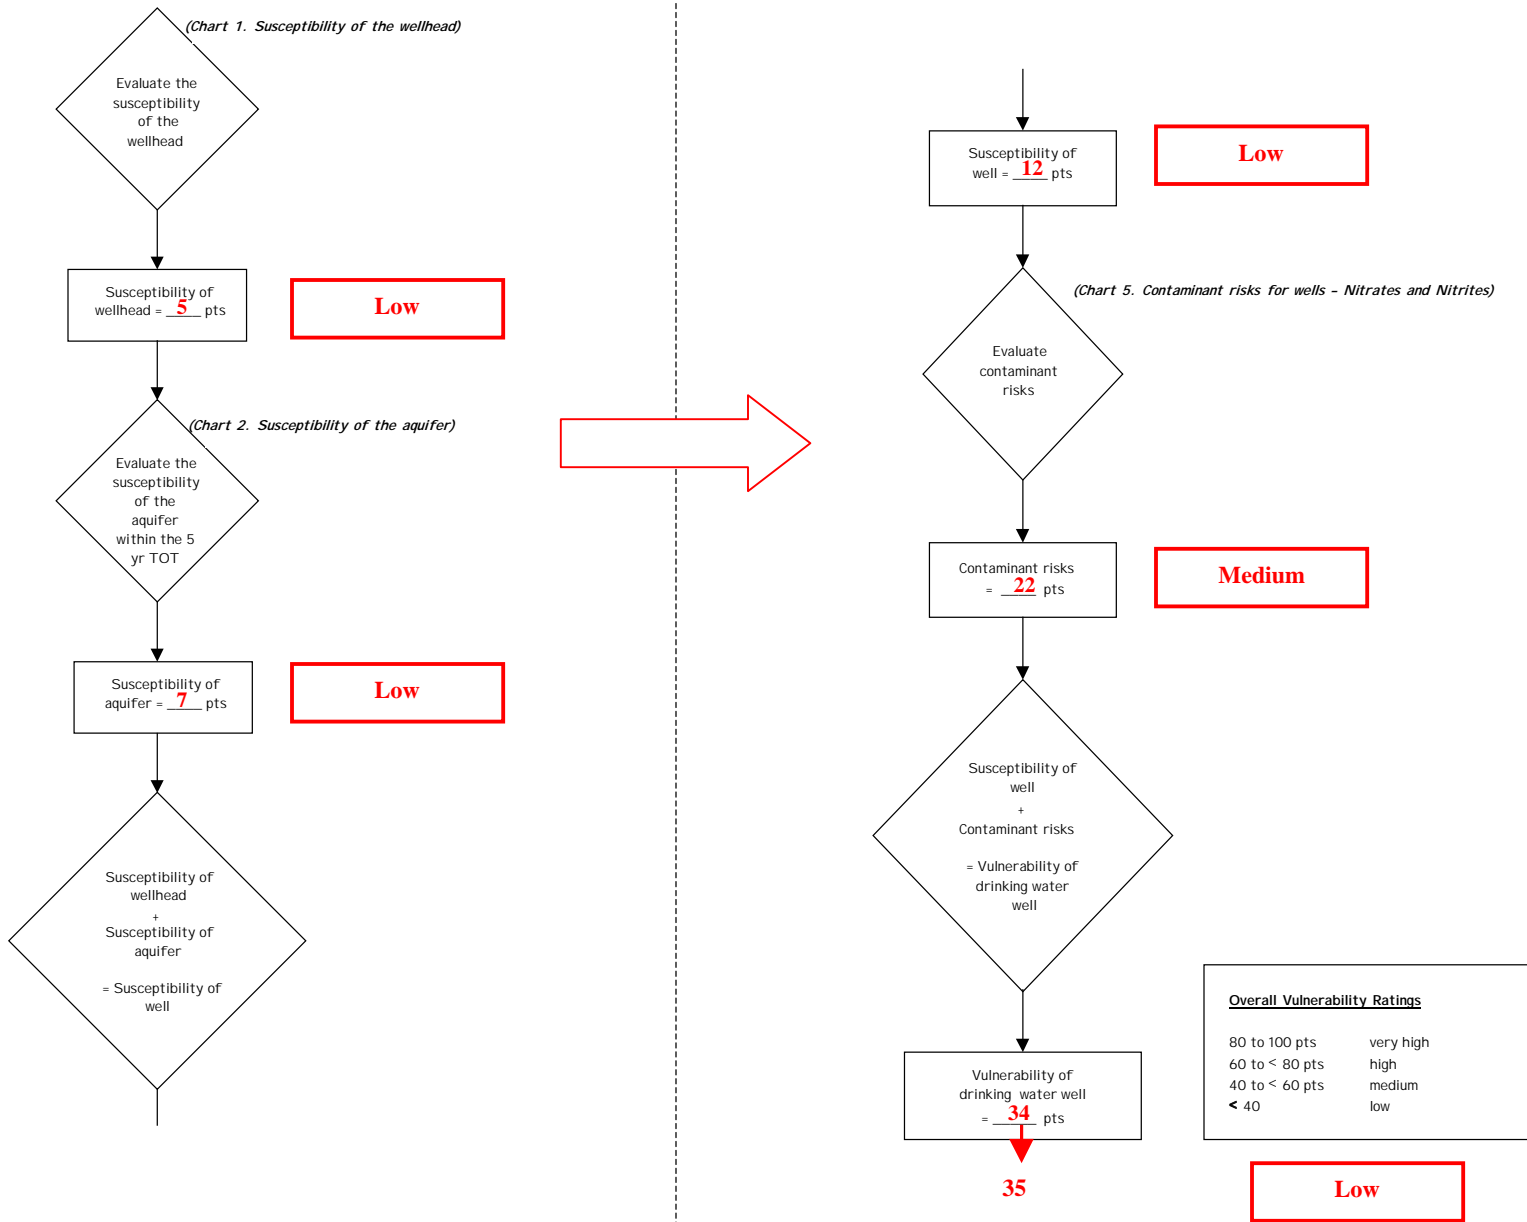 (Chart 1. Susceptibility of the wellhead)
Evaluate the
susceptibility
of the
wellhead
Susceptibility of
wellhead = 5 pts
Low
(Chart 2. Susceptibility of the aquifer)
Evaluate the
susceptibility
of the
aquifer
within the 5
yr TOT
Susceptibility of
aquifer = 7 pts
Low
Susceptibility of
wellhead
+
Susceptibility of
aquifer
= Susceptibility of
well
Susceptibility of
well = 12 pts
Low
(Chart 5. Contaminant risks for wells – Nitrates and Nitrites)
Evaluate
contaminant
risks
Contaminant risks
= 22 pts
Medium
Susceptibility of
well
+
Contaminant risks
= Vulnerability of
drinking water
well
Vulnerability of
drinking water well
= 34 pts
35
Overall Vulnerability Ratings
80 to 100 pts very high
60 to < 80 pts high
40 to < 60 pts medium
< 40 low
Low